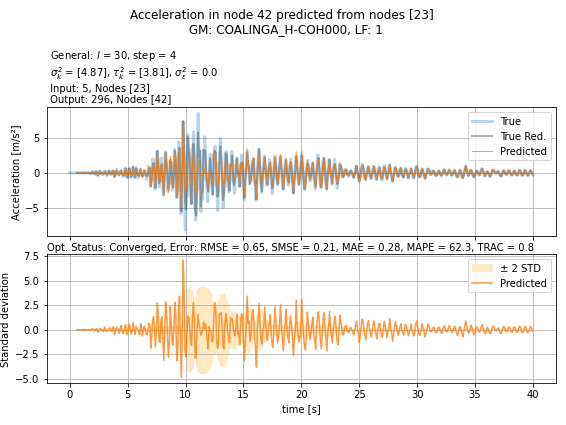 Acceleration in node 42 predicted from nodes [23]
GM: COALINGA_H-COH000, LF: 1
General: l = 30, step = 4
σ²ₖ = [4.87], τ²ₖ = [3.81], σ²ε = 0.0
Input: 5, Nodes [23]
Output: 296, Nodes [42]
True
True Red.
Predicted
Acceleration [m/s²]
5
0
−5
Opt. Status: Converged, Error: RMSE = 0.65, SMSE = 0.21, MAE = 0.28, MAPE = 62.3, TRAC = 0.8
± 2 STD
Predicted
Standard deviation
7.5
5.0
2.5
0.0
−2.5
−5.0
0 5 10 15 20 25 30 35 40
time [s]